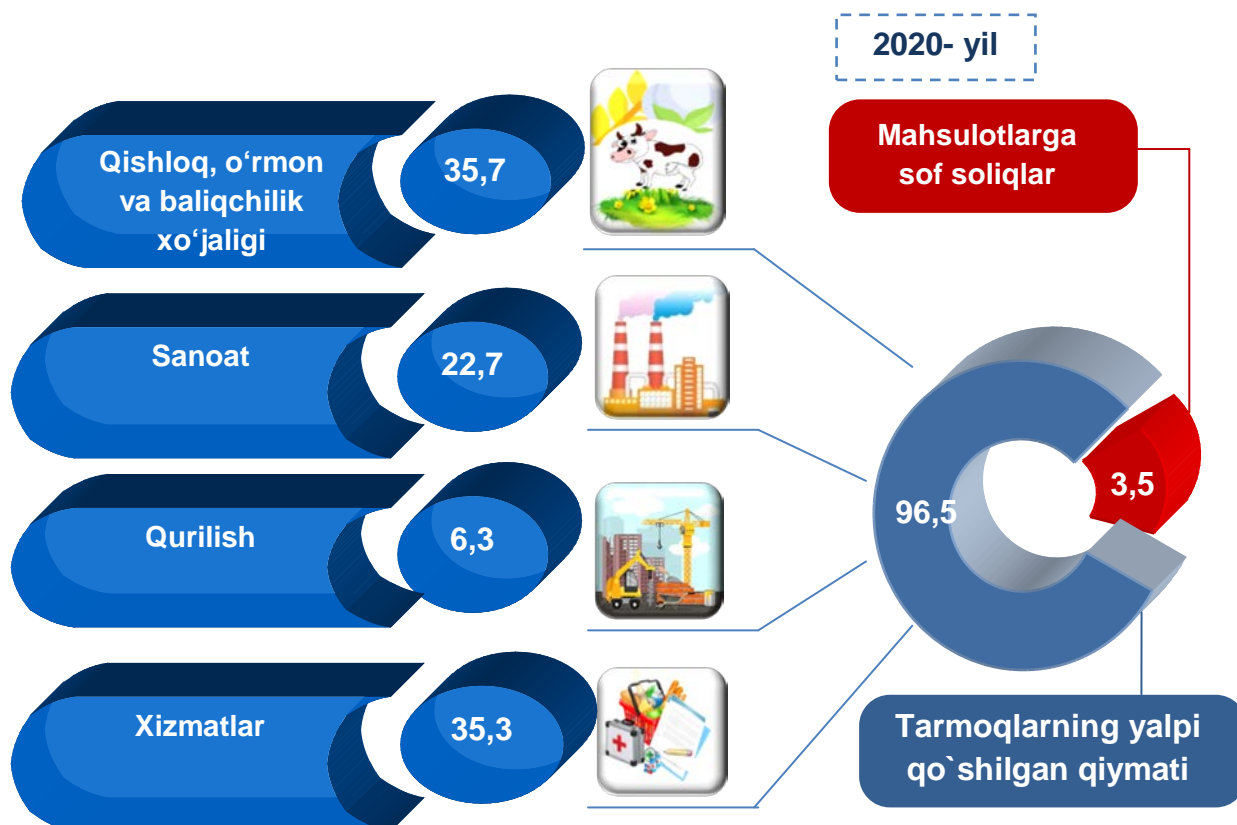 2020- yil
Qishloq, o‘rmon
va baliqchilik
xo‘jaligi
35,7
Sanoat
22,7
Qurilish
6,3
Xizmatlar
35,3
Mahsulotlarga
sof soliqlar
3,5
96,5
Tarmoqlarning yalpi
qo`shilgan qiymati